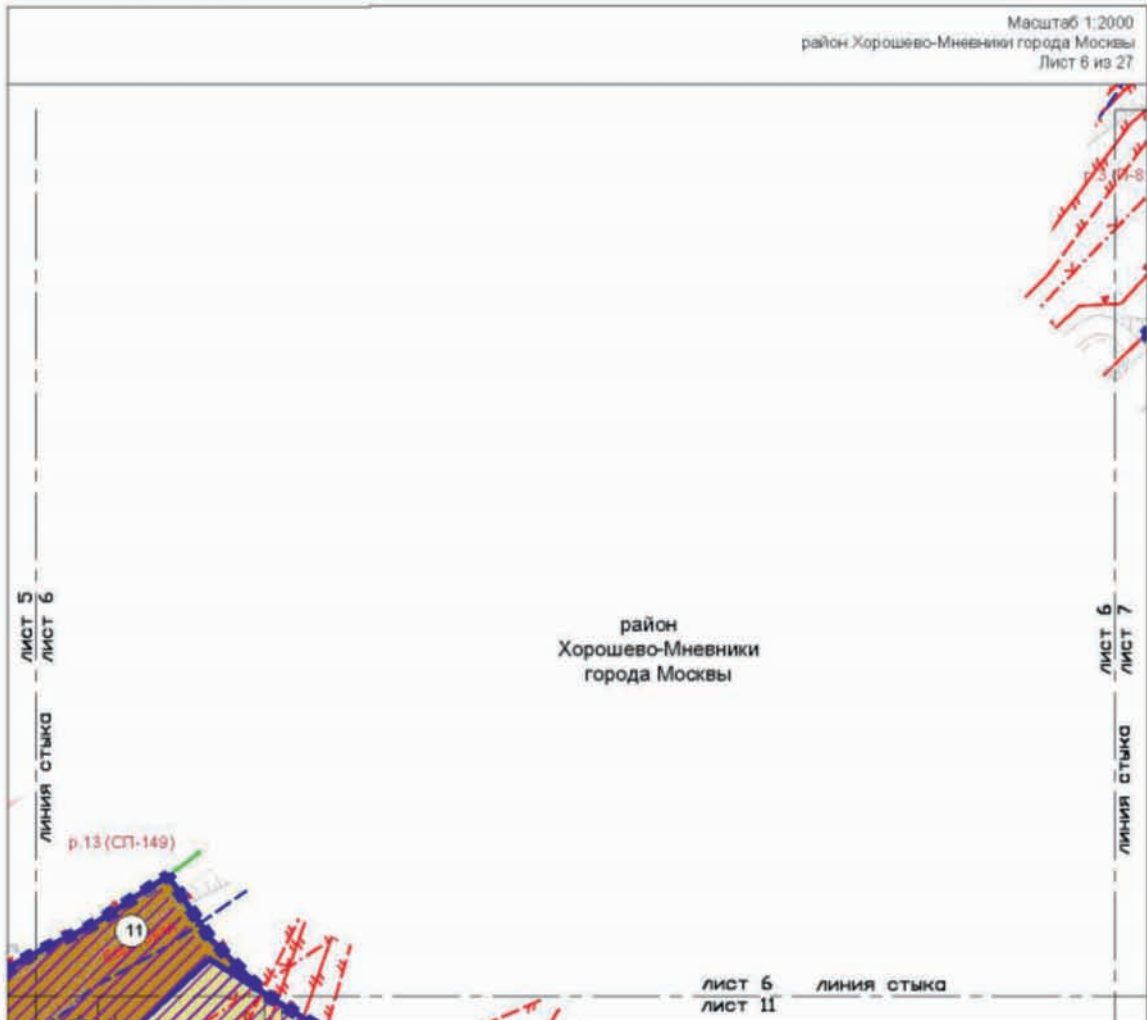 Масштаб 1:2000
район Хорошево-Мневники города Москвы
Лист 6 из 27
лист 5
лист 6
линия стыка
район
Хорошево-Мневники
города Москвы
лист 6
лист 7
линия стыка
р.13 (СП-149)
11
лист 6 линия стыка
лист 11